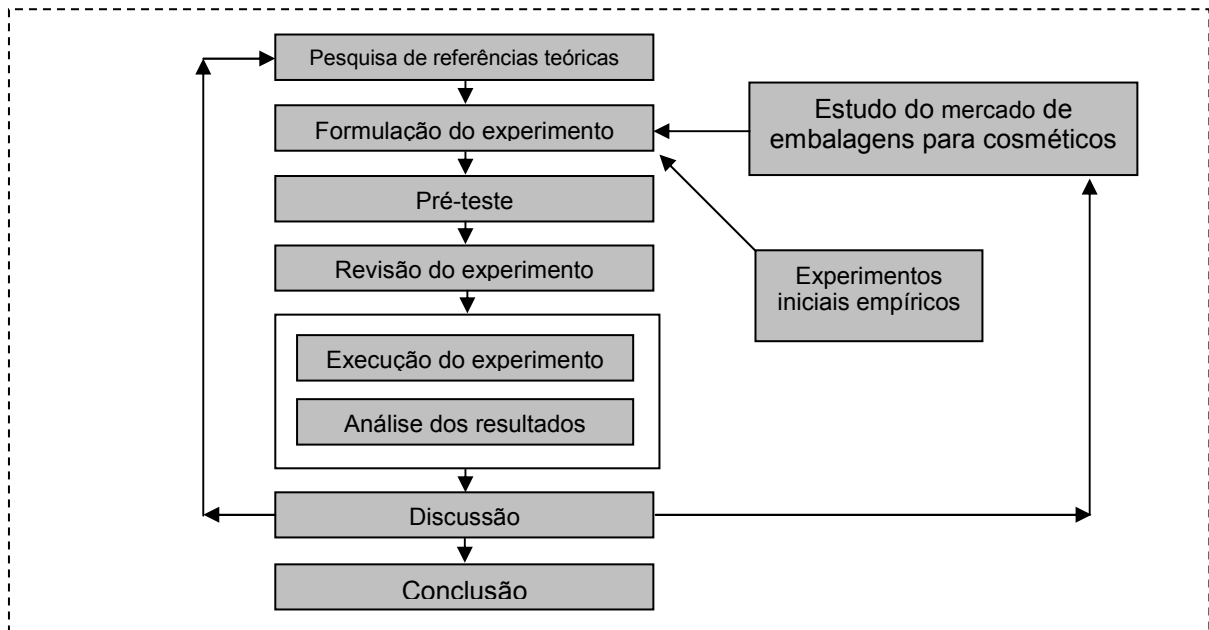 Pesquisa de referências teóricas
Formulação do experimento
Estudo do mercado de
embalagens para cosméticos
Pré-teste
Revisão do experimento
Experimentos
iniciais empíricos
Execução do experimento
Análise dos resultados
Discussão
Conclusão